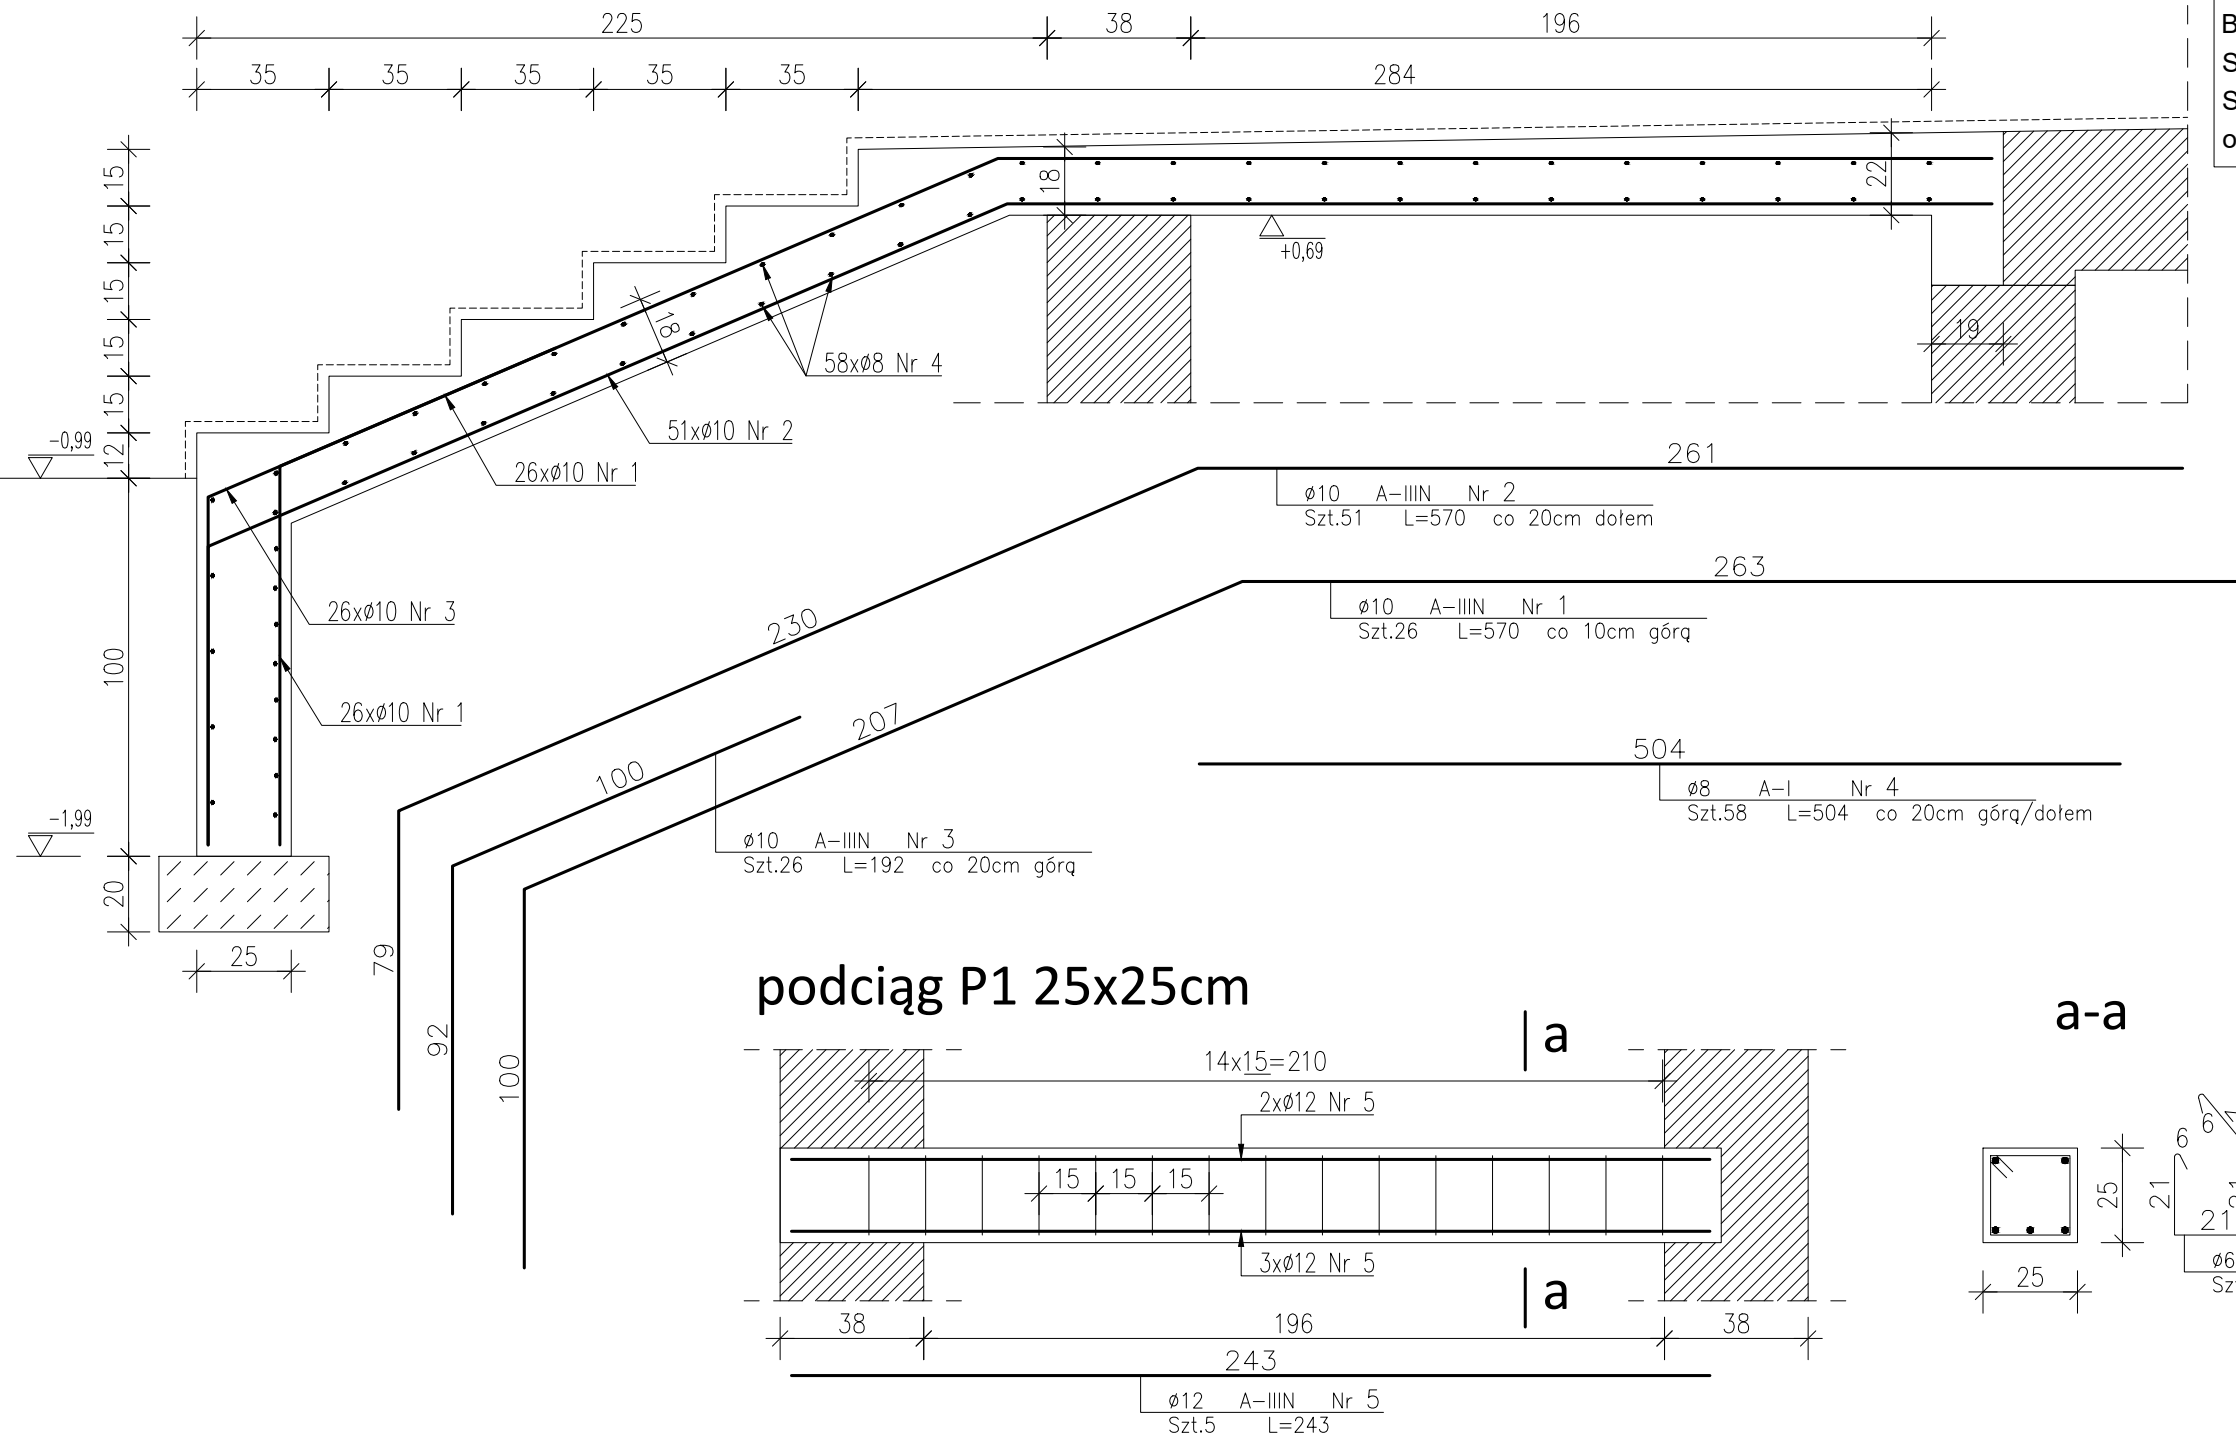 225 38 196
35 35 35 35 35 284
B
S
S
o
15
15
15
15
15
12
100
20
-0,99
-1,99
25
18
18
22
+0,69
19
58xø8 Nr 4
51xø10 Nr 2
26xø10 Nr 1
26xø10 Nr 3
26xø10 Nr 1
261
ø10 A-IIIN Nr 2
Szt.51 L=570 co 20cm dołem
230
79
263
ø10 A-IIIN Nr 1
Szt.26 L=570 co 10cm górą
207
100
100
ø10 A-IIIN Nr 3
Szt.26 L=192 co 20cm górą
92
504
ø8 A-I Nr 4
Szt.58 L=504 co 20cm górą/dołem
podciąg P1 25x25cm
a
14x15=210
2xø12 Nr 5
15 15 15
3xø12 Nr 5
a
38 196 38
243
ø12 A-IIIN Nr 5
Szt.5 L=243
a-a
25
25
6
6
21
21
ø6